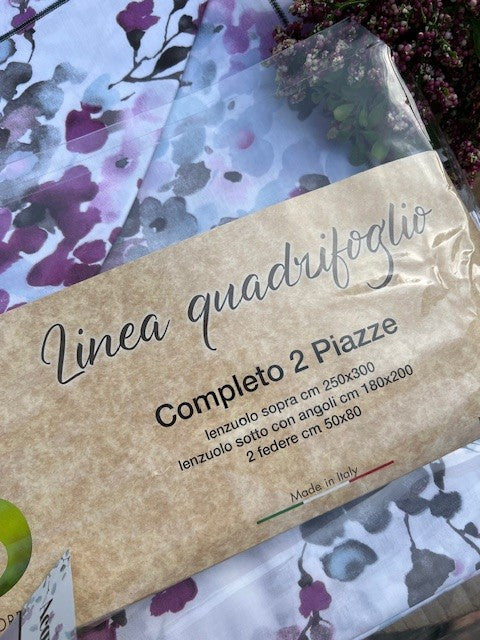 Linea quadrifoglio
Completo 2 Piazze
lenzuolo sopra cm 250x300
lenzuolo sotto con angoli cm 180x200
2 federe cm 50x80
Made in Italy